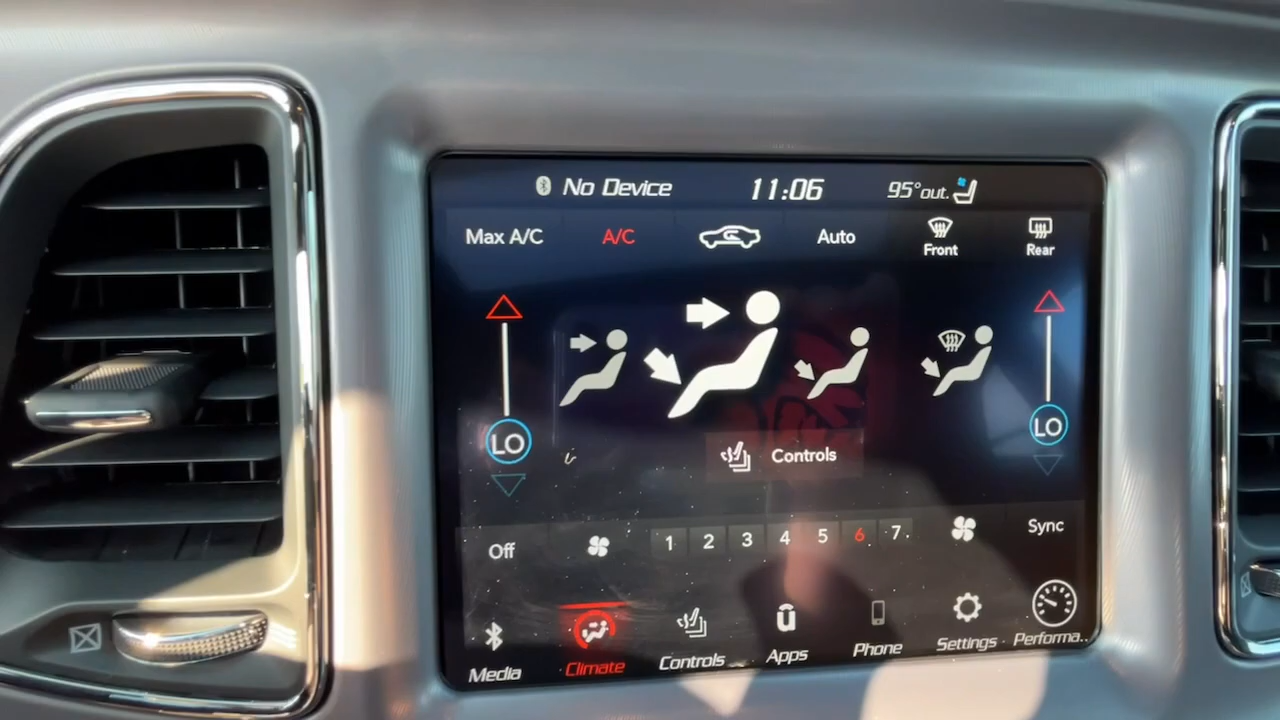 No Device 11:06 95°out.
Max A/C A/C Auto Front Rear
LO LO
Controls
Off 1 2 3 4 5 6 7 Sync
Media Climate Controls Apps Phone Settings Performa..